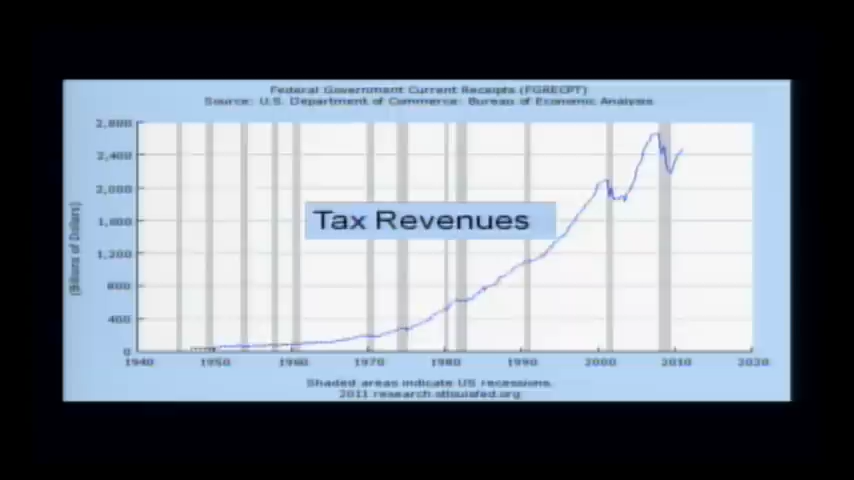 Federal Government Current Receipts (FGRECPT)
Source: U.S. Department of Commerce: Bureau of Economic Analysis
2,800
2,400
2,000
1,600
1,200
800
400
0
(Billions of Dollars)
Tax Revenues
1940 1950 1960 1970 1980 1990 2000 2010 2020
Shaded areas indicate US recessions.
2011 research.stlouisfed.org